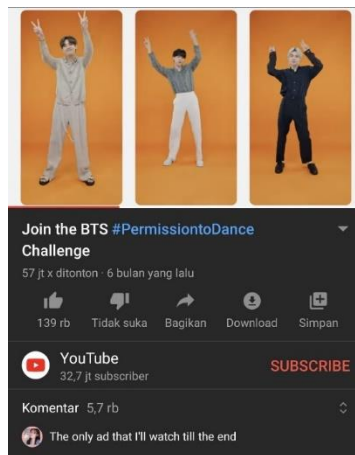 Join the BTS #PermissiontoDance
Challenge
57 jt x ditonton · 6 bulan yang lalu
139 rb Tidak suka Bagikan Download Simpan
YouTube
SUBSCRIBE
32,7 jt subscriber
Komentar 5,7 rb
The only ad that I'll watch till the end